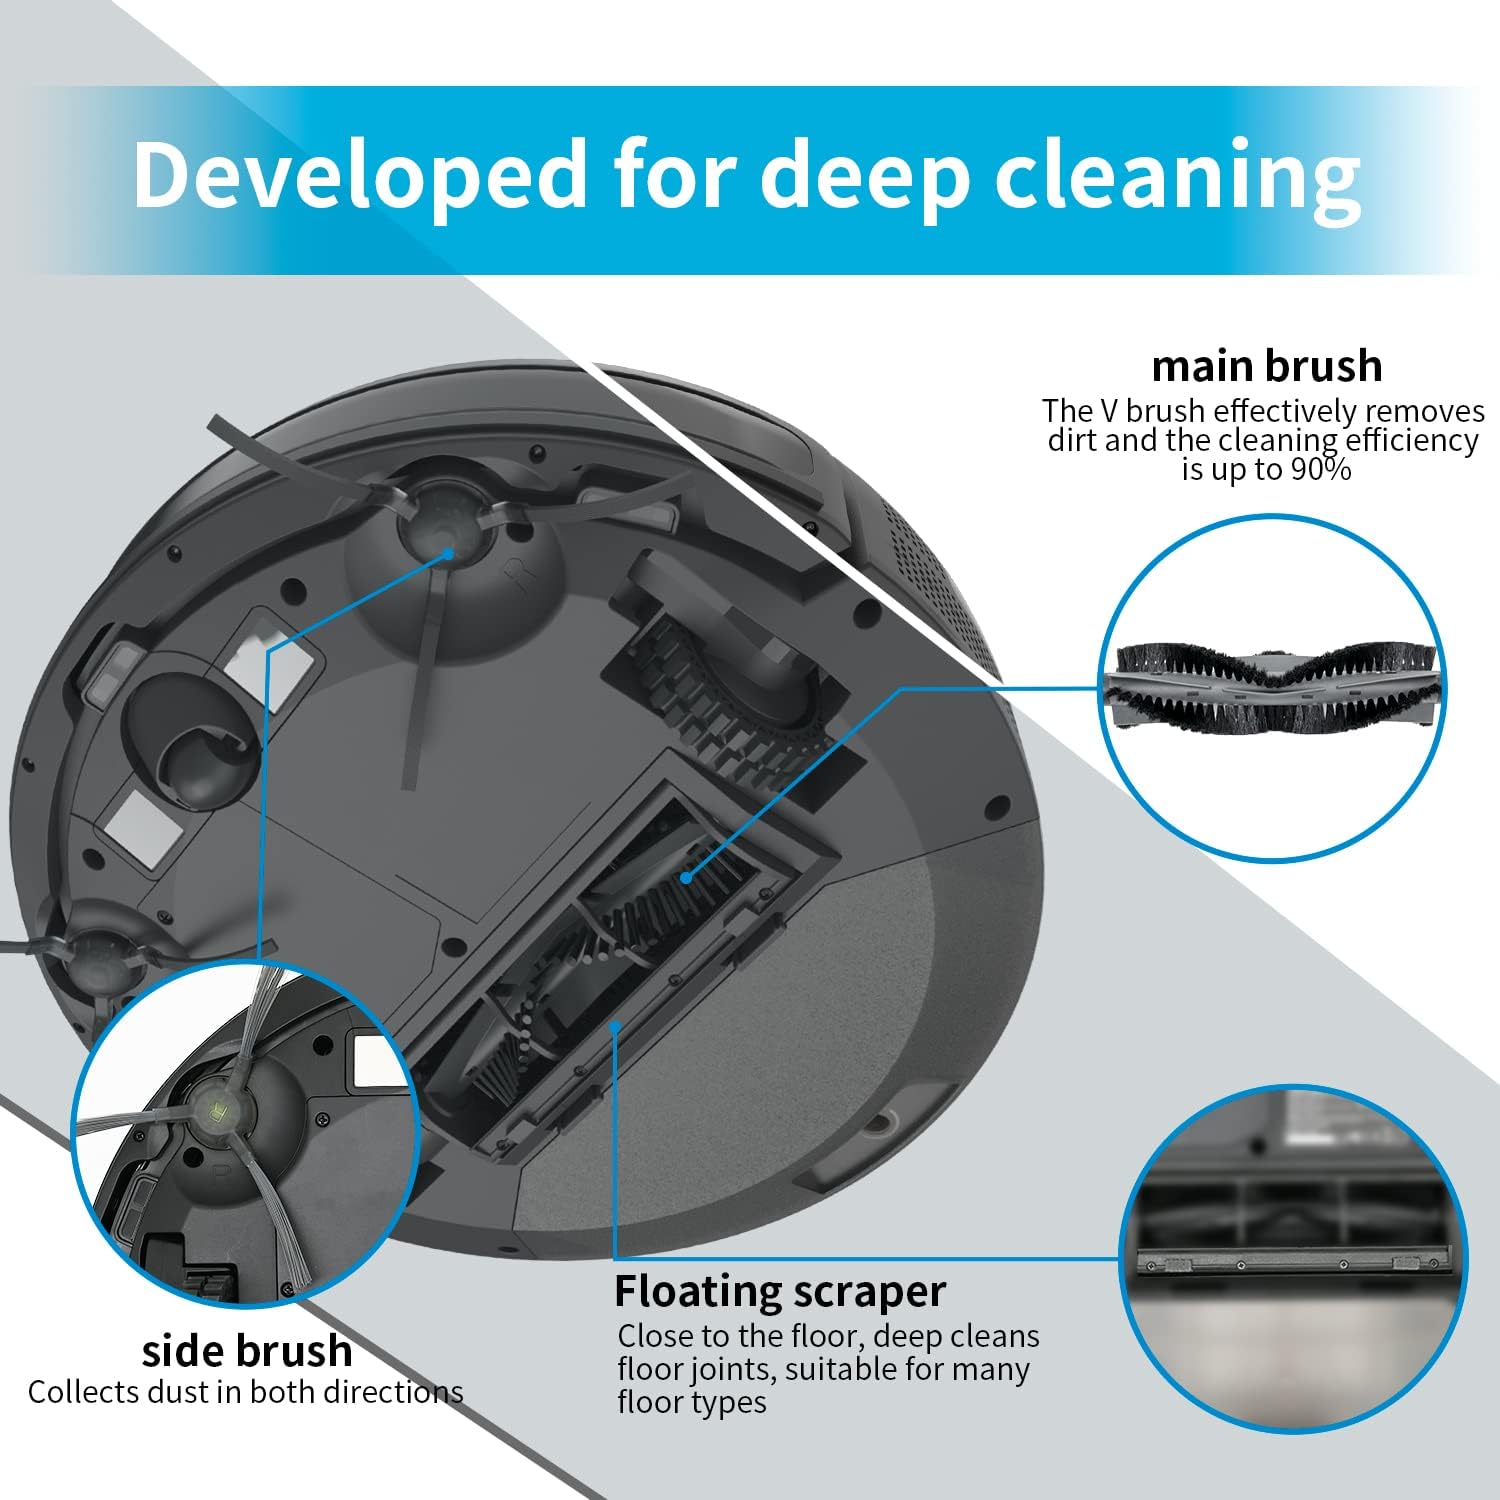 Developed for deep cleaning
main brush
The V brush effectively removes
dirt and the cleaning efficiency
is up to 90%
R
R
Floating scraper
Close to the floor, deep cleans
floor joints, suitable for many
floor types
side brush
Collects dust in both directions